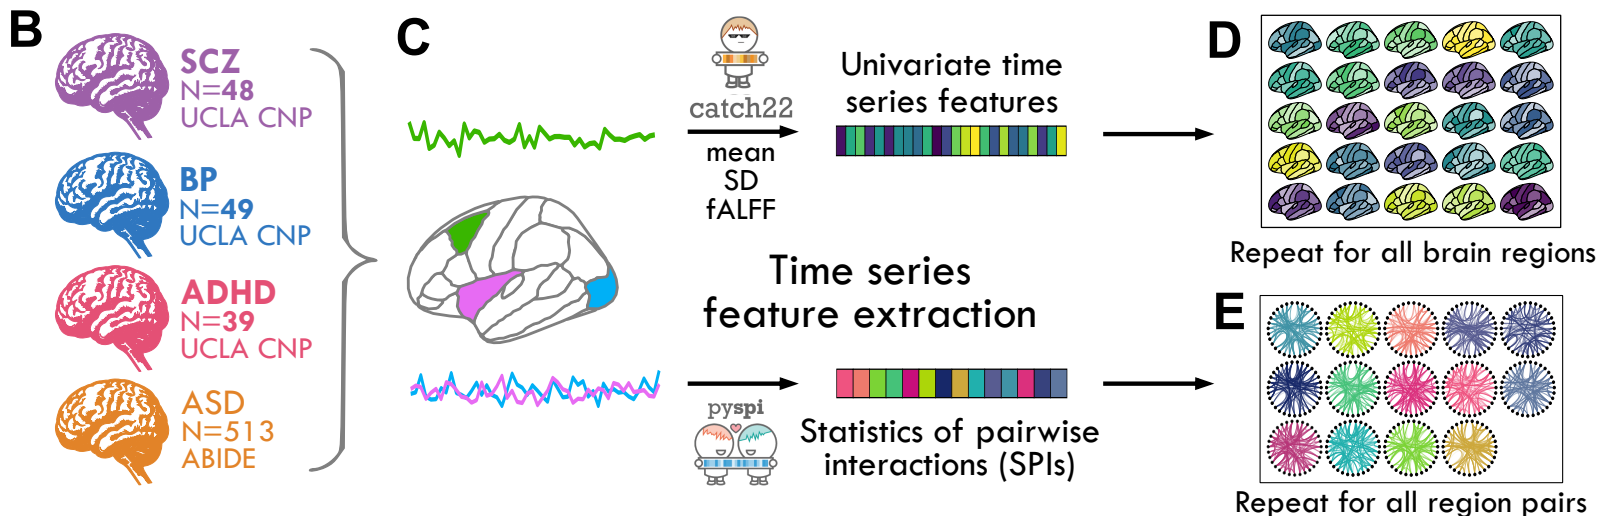 B
SCZ
N=48
UCLA CNP
BP
N=49
UCLA CNP
ADHD
N=39
UCLA CNP
ASD
N=513
ABIDE
C
catch22
mean
SD
fALFF
Univariate time
series features
Time series
feature extraction
pyspi
Statistics of pairwise
interactions (SPIs)
D
Repeat for all brain regions
E
Repeat for all region pairs